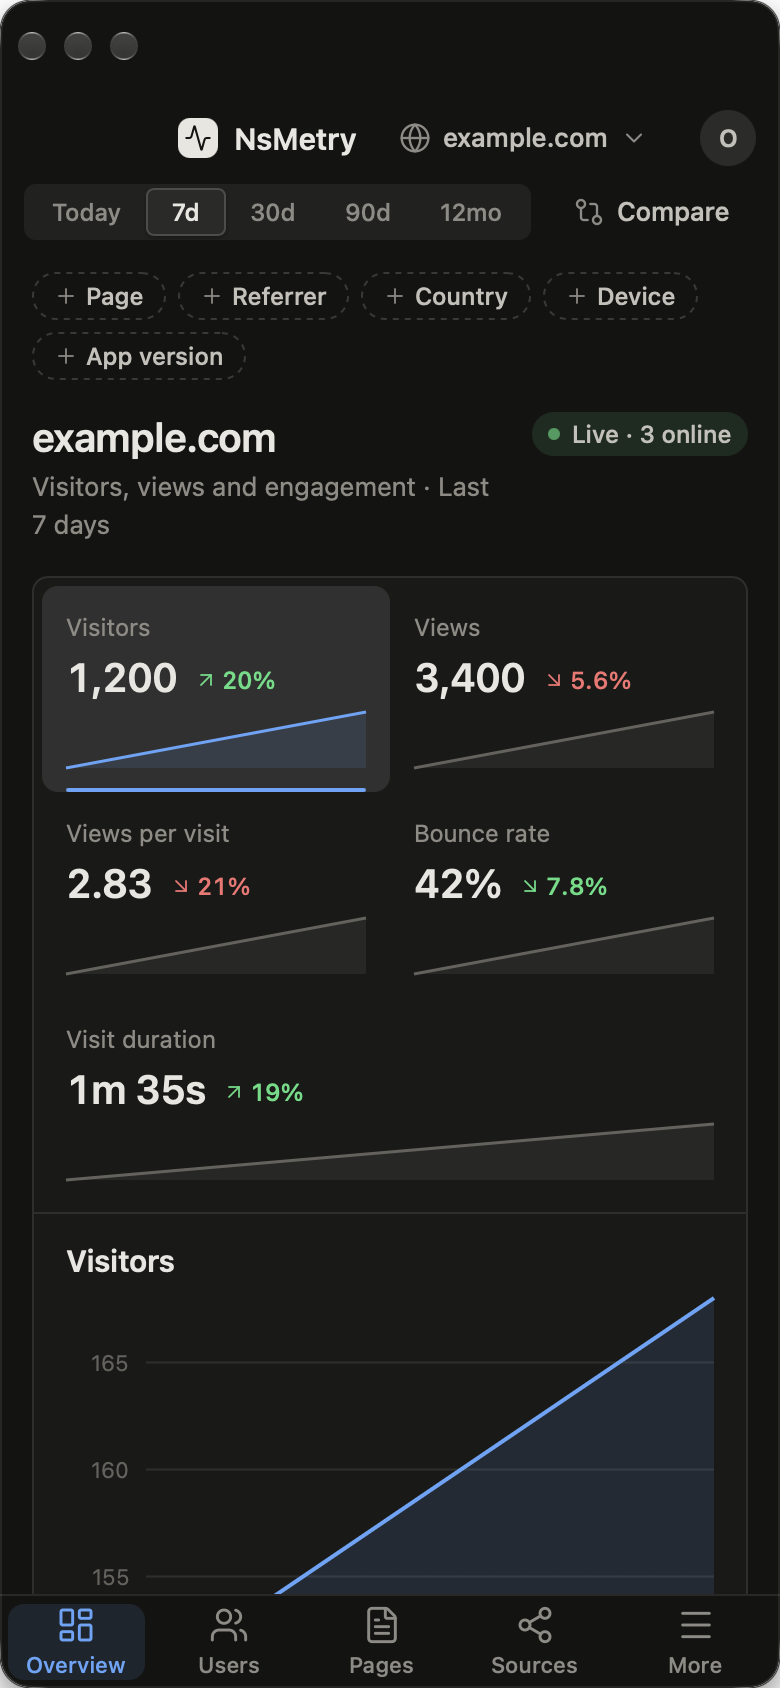 NsMetry example.com O
Today 7d 30d 90d 12mo Compare
+ Page + Referrer + Country + Device
+ App version
example.com Live · 3 online
Visitors, views and engagement · Last
7 days
Visitors Views
1,200 20% 3,400 5.6%
Views per visit Bounce rate
2.83 21% 42% 7.8%
Visit duration
1m 35s 19%
Visitors
165
160
155
Overview Users Pages Sources More